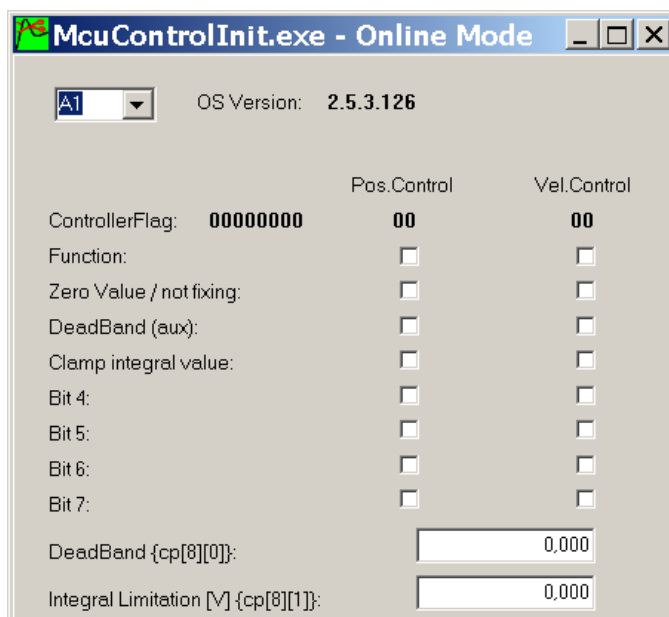 McuControlInit.exe - Online Mode
A1 OS Version: 2.5.3.126
Pos.Control Vel.Control
ControllerFlag: 00000000 00 00
Function:
Zero Value / not fixing:
DeadBand (aux):
Clamp integral value:
Bit 4:
Bit 5:
Bit 6:
Bit 7:
DeadBand {cp[8][0]}: 0,000
Integral Limitation [V] {cp[8][1]}: 0,000